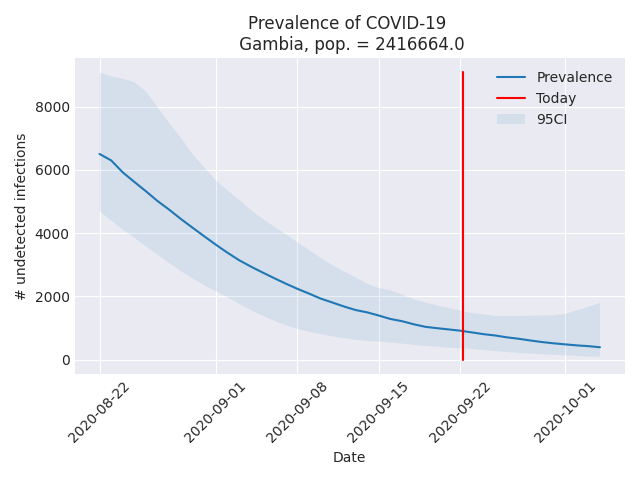 Prevalence of COVID-19
Gambia, pop. = 2416664.0
Prevalence
Today
95CI
8000
6000
4000
2000
0
# undetected infections
2020-08-22
2020-09-01
2020-09-08
2020-09-15
2020-09-22
2020-10-01
Date